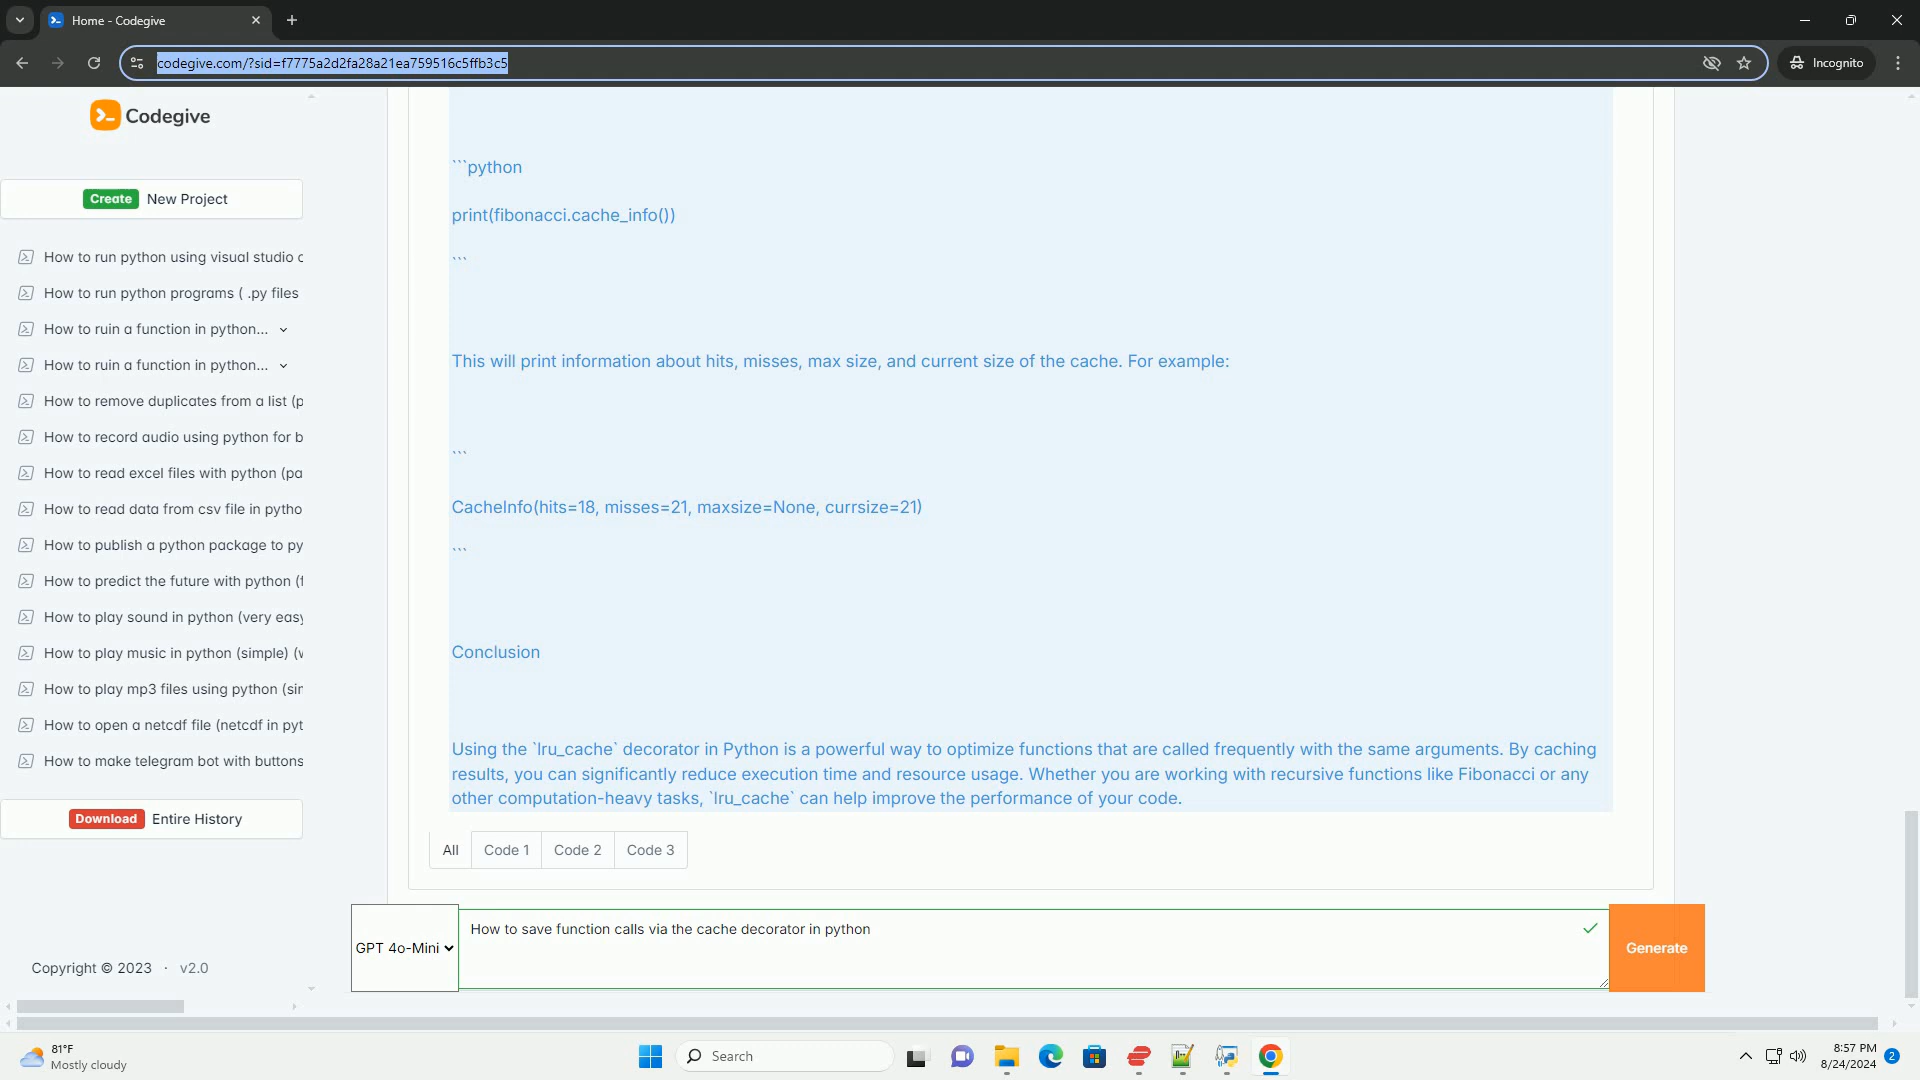 Home - Codegive
codegive.com/?sid=f7775a2d2fa28a21ea759516c5ffb3c5
Incognito
Codegive
Create New Project
How to run python using visual studio c
How to run python programs ( .py files
How to ruin a function in python...
How to ruin a function in python...
How to remove duplicates from a list (p
How to record audio using python for b
How to read excel files with python (pa
How to read data from csv file in pytho
How to publish a python package to py
How to predict the future with python (f
How to play sound in python (very easy
How to play music in python (simple) (v
How to play mp3 files using python (sir
How to open a netcdf file (netcdf in pyt
How to make telegram bot with buttons
Download Entire History
Copyright © 2023 · v2.0
```python
print(fibonacci.cache_info())
```
This will print information about hits, misses, max size, and current size of the cache. For example:
```
CacheInfo(hits=18, misses=21, maxsize=None, currsize=21)
```
Conclusion
Using the `lru_cache` decorator in Python is a powerful way to optimize functions that are called frequently with the same arguments. By caching
results, you can significantly reduce execution time and resource usage. Whether you are working with recursive functions like Fibonacci or any
other computation-heavy tasks, `lru_cache` can help improve the performance of your code.
All Code 1 Code 2 Code 3
GPT 4o-Mini
How to save function calls via the cache decorator in python
Generate
81°F
Mostly cloudy
Search
8:57 PM
8/24/2024
2